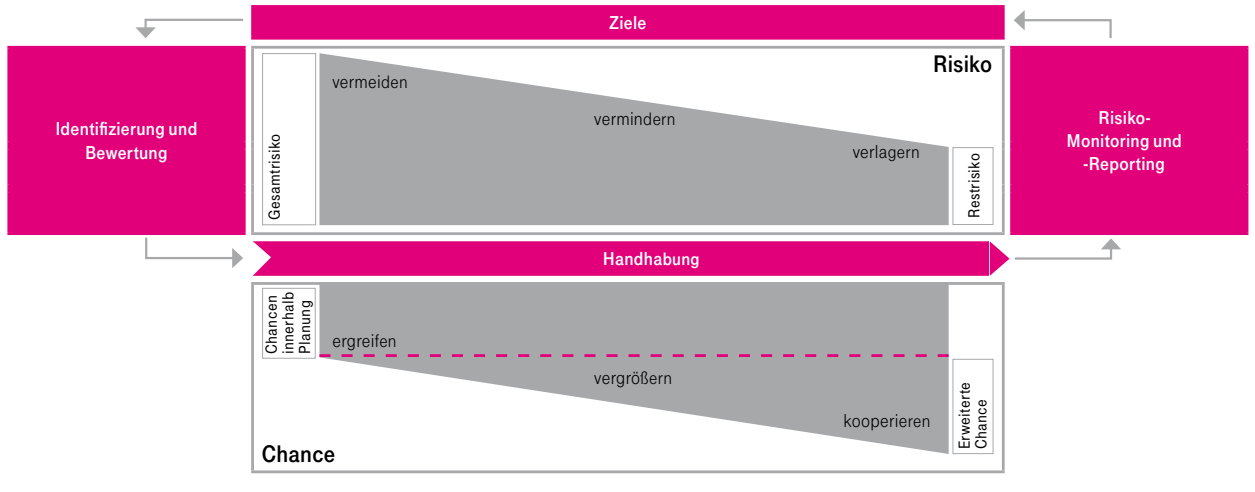 Ziele
Identifizierung und
Bewertung
Gesamtrisiko
vermeiden
vermindern
verlagern
Risiko
Restrisiko
Risiko-
Monitoring und
-Reporting
Handhabung
Chancen
innerhalb
Planung
ergreifen
vergrößern
kooperieren
Erweiterte
Chance
Chance